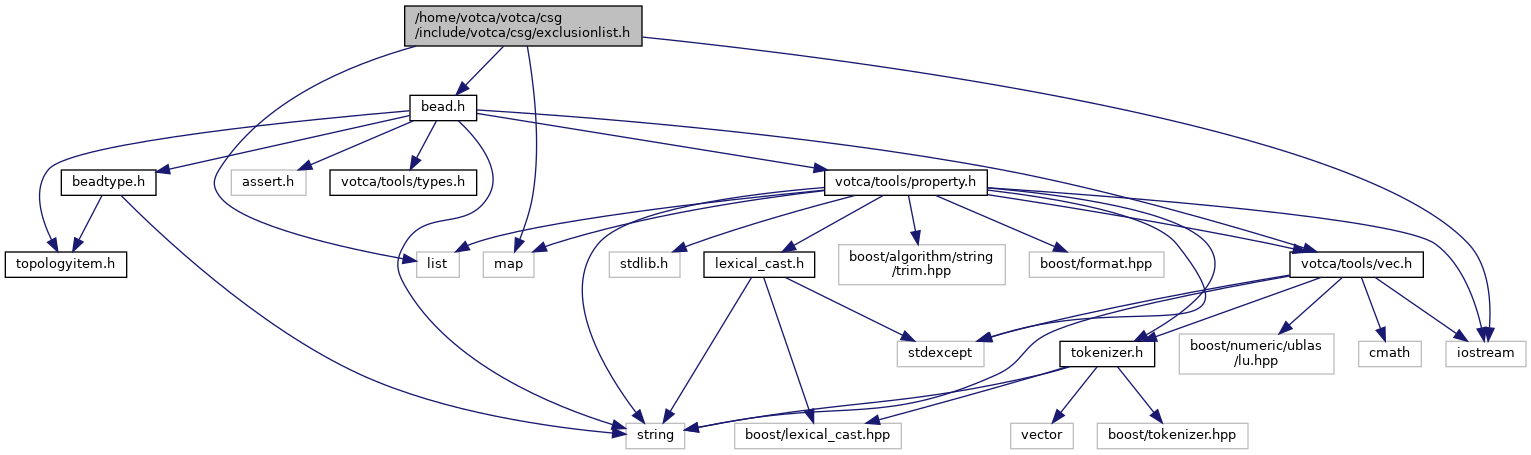 /home/votca/votca/csg
/include/votca/csg/exclusionlist.h
bead.h
beadtype.h
assert.h
votca/tools/types.h
votca/tools/property.h
topologyitem.h
list
map
stdlib.h
lexical_cast.h
boost/algorithm/string
/trim.hpp
boost/format.hpp
votca/tools/vec.h
stdexcept
tokenizer.h
boost/numeric/ublas
/lu.hpp
cmath
iostream
string
boost/lexical_cast.hpp
vector
boost/tokenizer.hpp